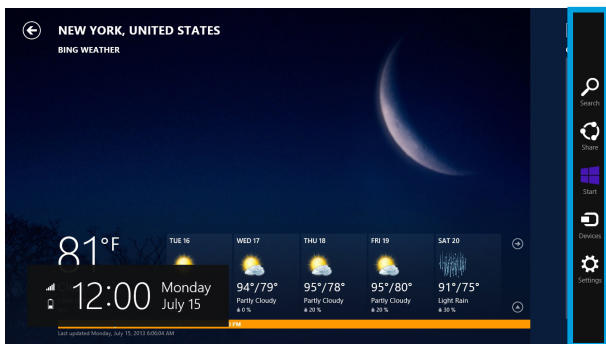 NEW YORK, UNITED STATES
BING WEATHER
Search
Share
Start
Devices
Settings
81°F
TUE 16
WED 17
94°/79°
Partly Cloudy
0 %
THU 18
95°/78°
Partly Cloudy
20 %
FRI 19
95°/80°
Partly Cloudy
20 %
SAT 20
91°/75°
Light Rain
30 %
12:00
Monday
July 15
PM
Last updated Monday, July 15, 2013 6:06:04 AM